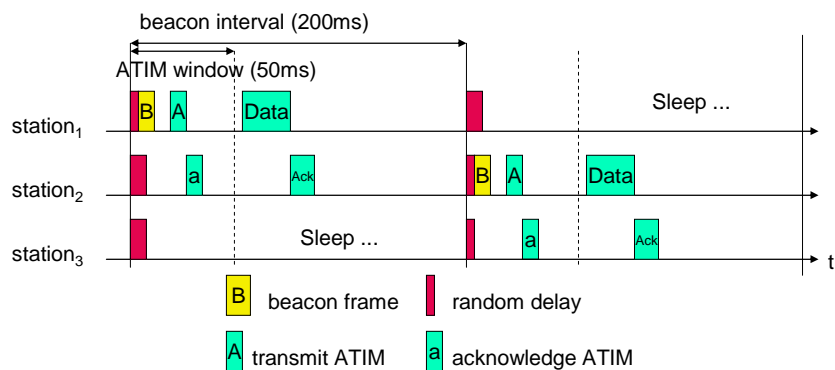 beacon interval (200ms)
ATIM window (50ms)
station1 B A Data Sleep ...
station2 a Ack B A Data
station3 Sleep ... a Ack
t
B beacon frame random delay
A transmit ATIM a acknowledge ATIM